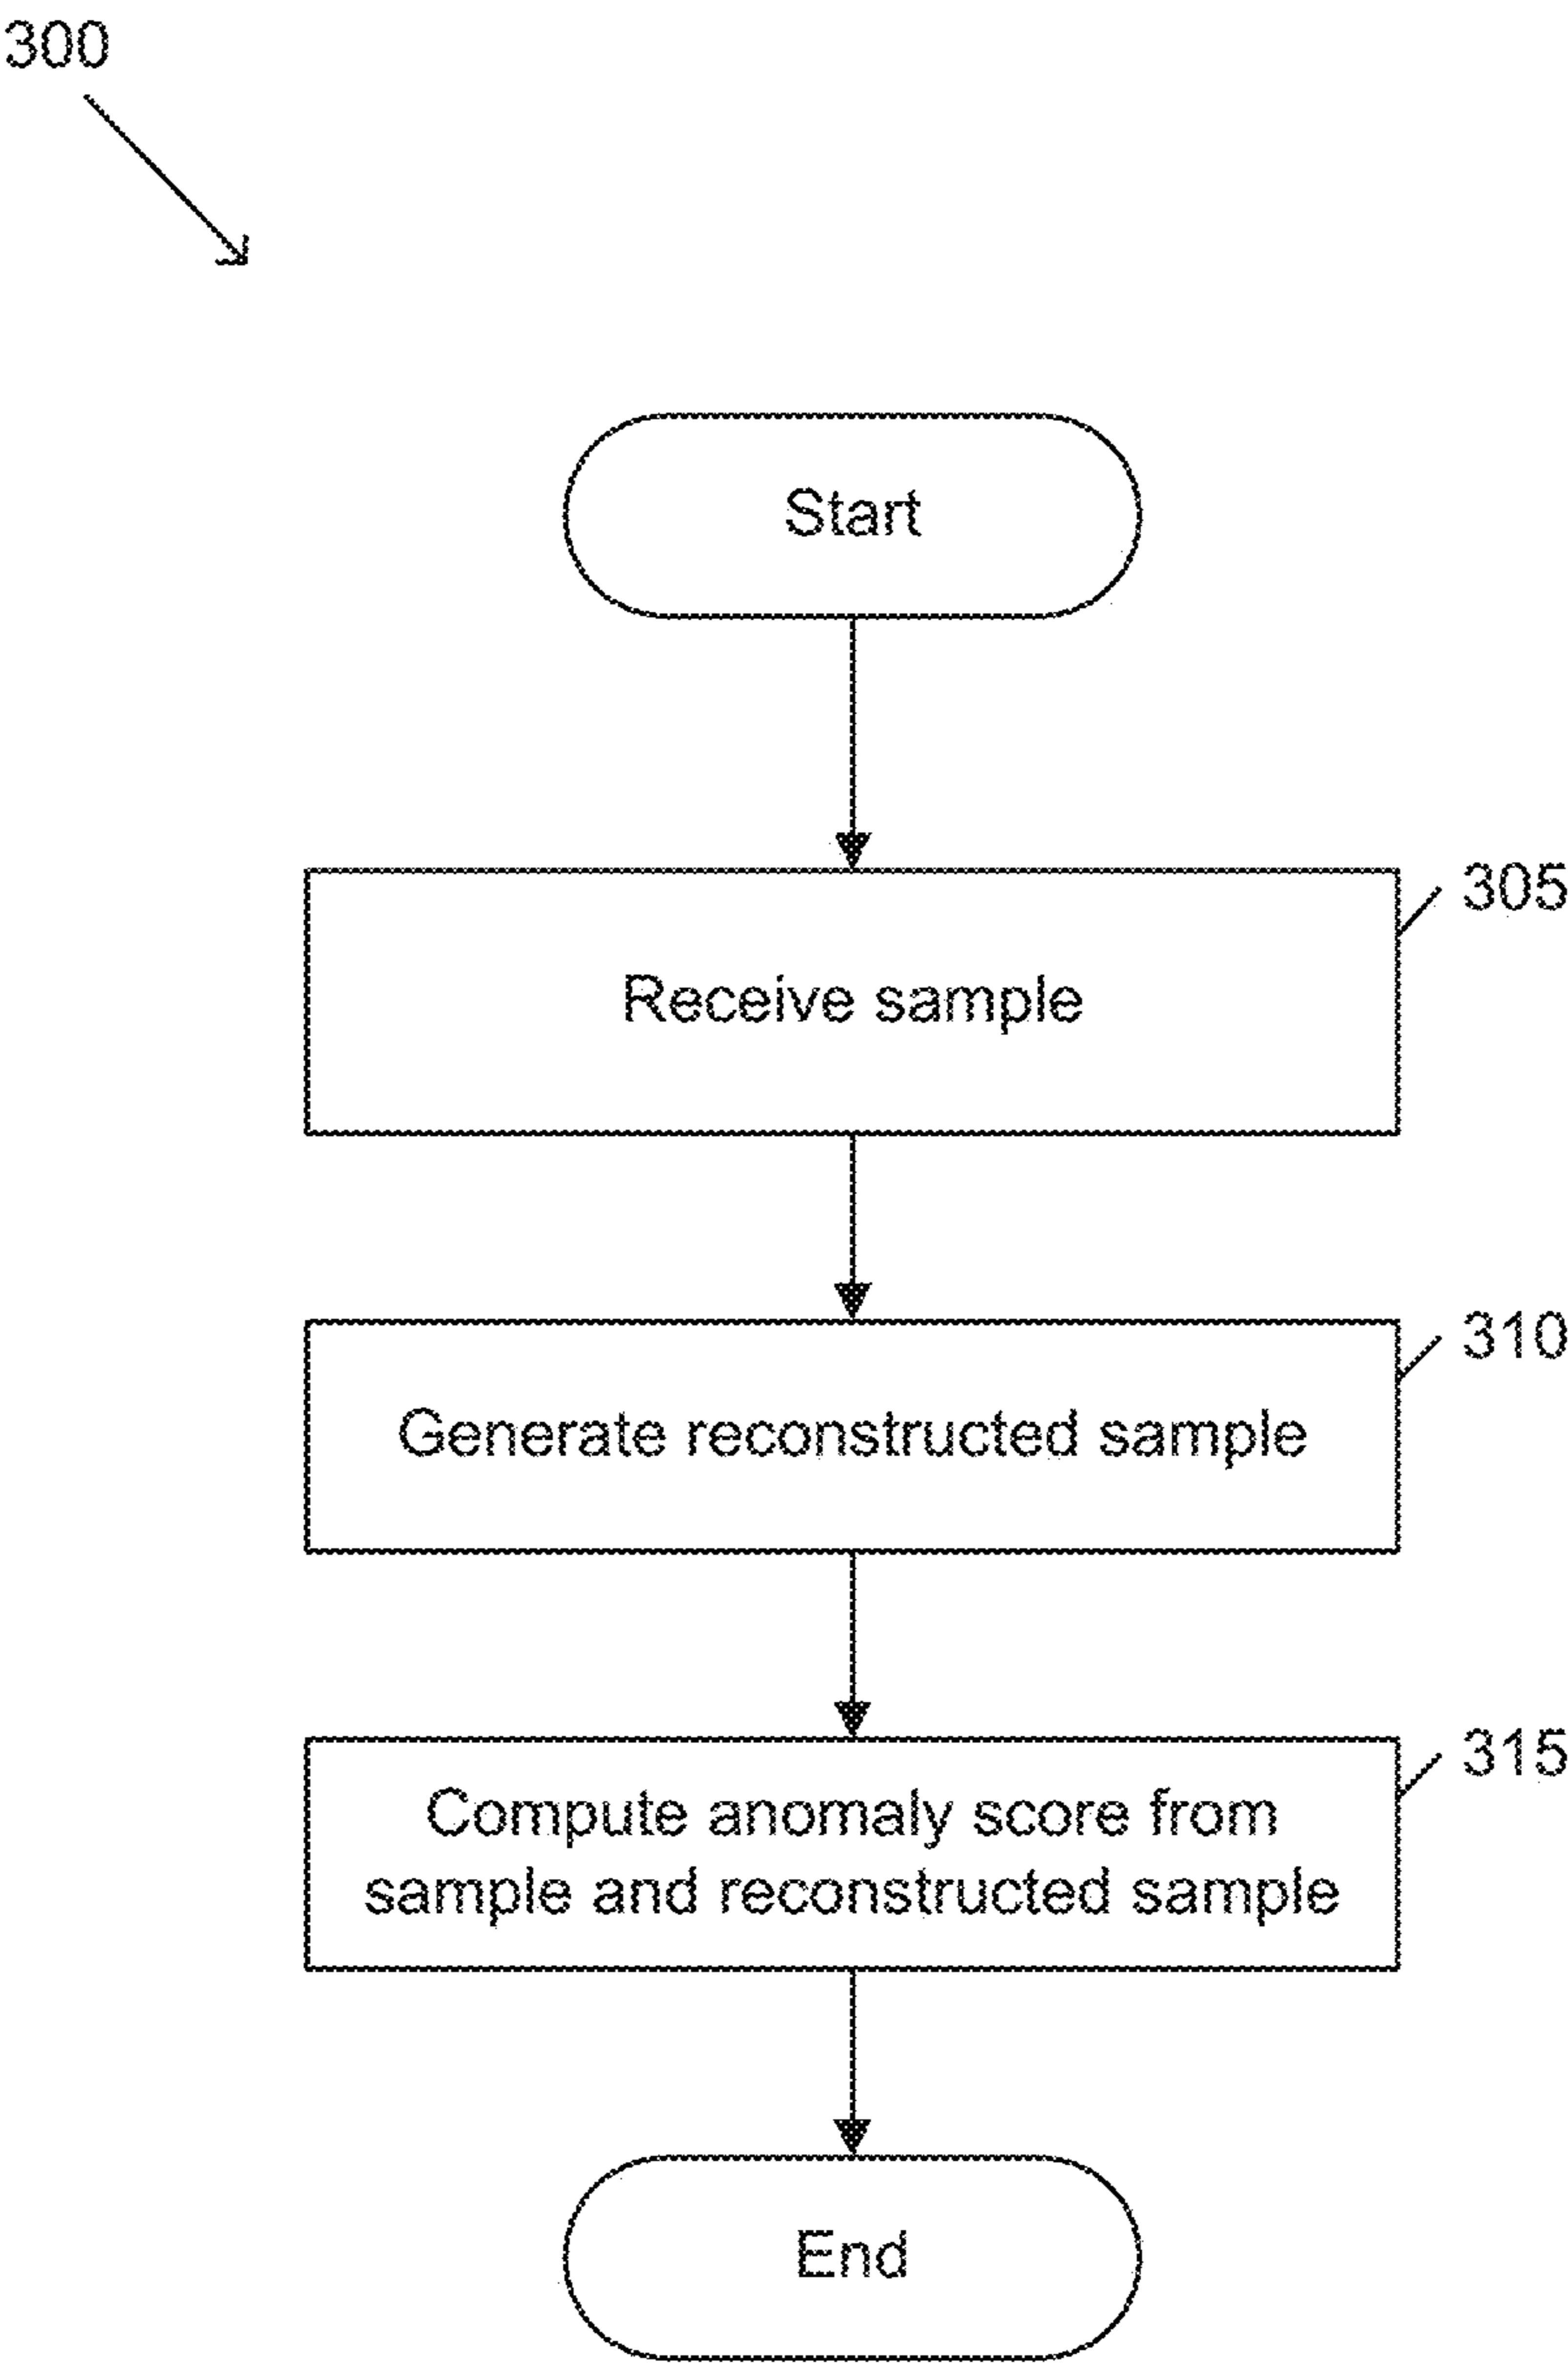 300
Start
305
Receive sample
310
Generate reconstructed sample
315
Compute anomaly score from
sample and reconstructed sample
End